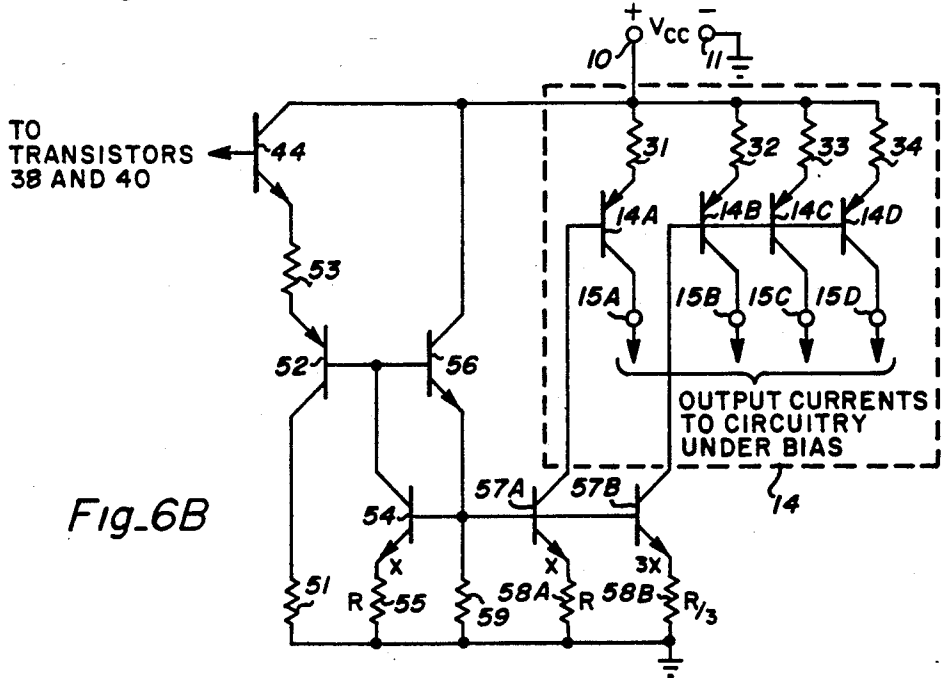 + VCC -
10
11
TO
TRANSISTORS
38 AND 40
44
31
32
33
34
14A
14B
14C
14D
53
15A
15B
15C
15D
52
56
OUTPUT CURRENTS
TO CIRCUITRY
UNDER BIAS
14
57A
57B
Fig_6B
54
X
X
3X
51
R
55
59
58A
R
58B
R/3